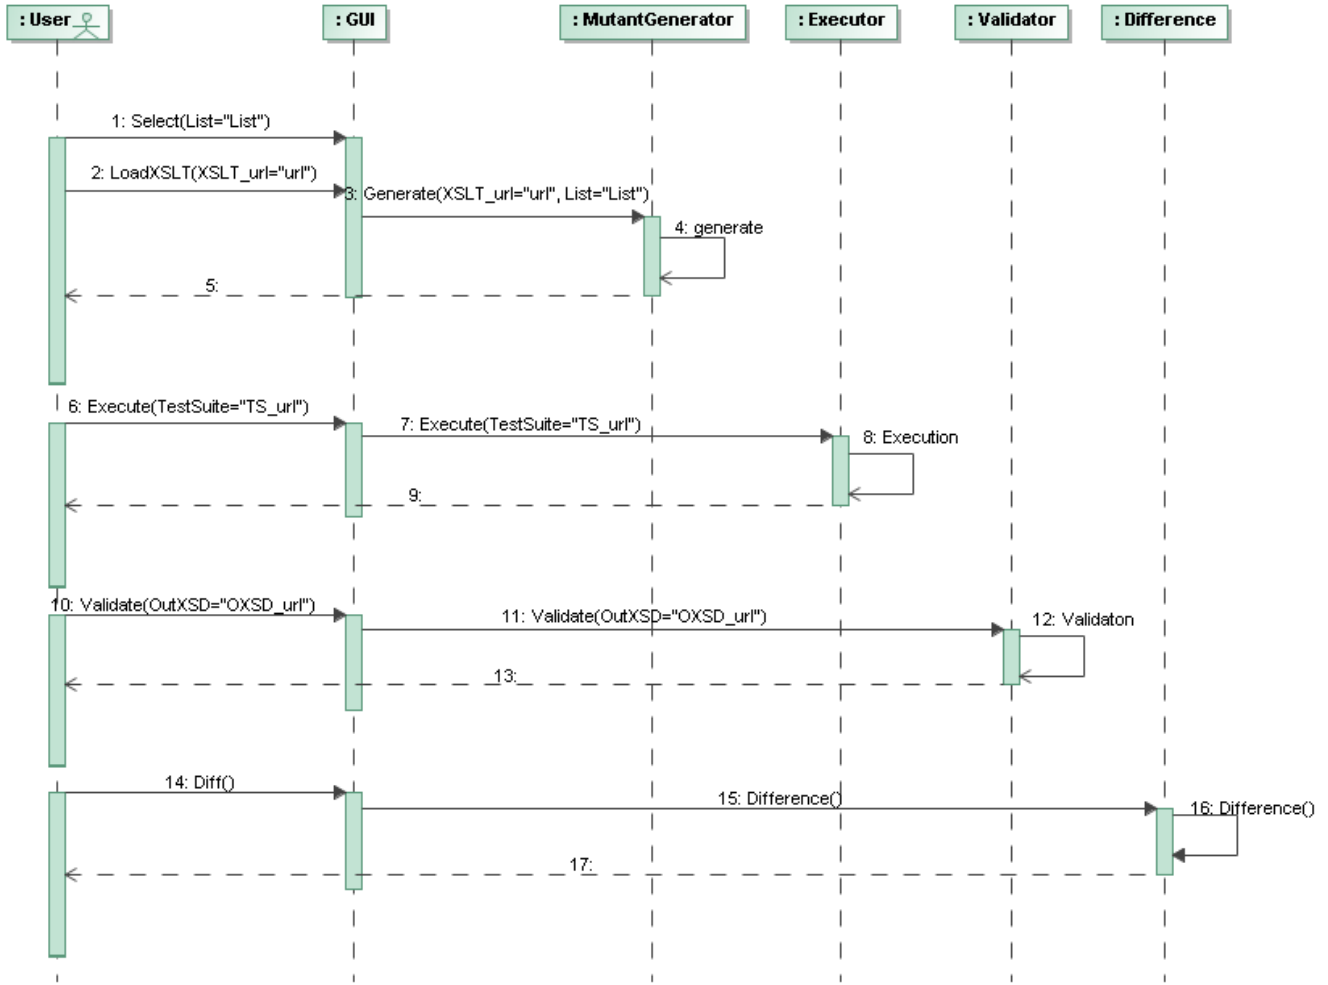 : User
: GUI
: MutantGenerator
: Executor
: Validator
: Difference
1: Select(List="List")
2: LoadXSLT(XSLT_url="url")
3: Generate(XSLT_url="url", List="List")
4: generate
5:
6: Execute(TestSuite="TS_url")
7: Execute(TestSuite="TS_url")
8: Execution
9:
10: Validate(OutXSD="OXSD_url")
11: Validate(OutXSD="OXSD_url")
12: Validaton
13:
14: Diff()
15: Difference()
16: Difference()
17: